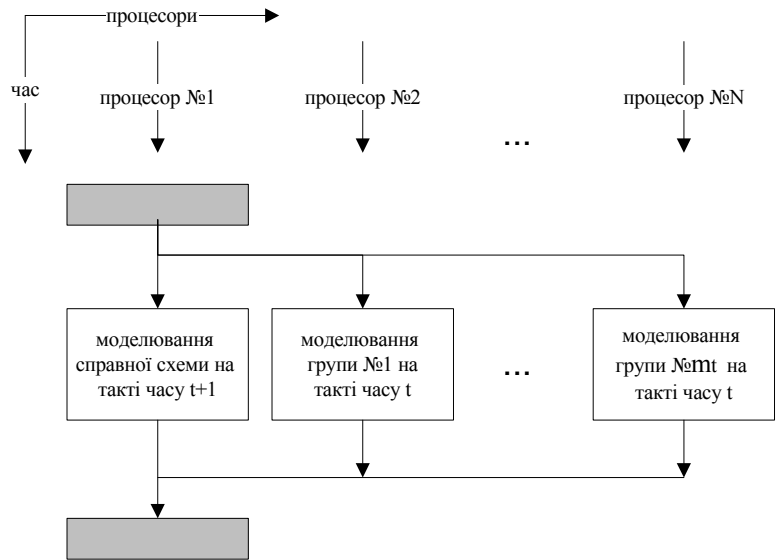 процесори
час
процесор №1
процесор №2
процесор №N
...
моделювання
справної схеми на
такті часу t+1
моделювання
групи №1 на
такті часу t
...
моделювання
групи №mt на
такті часу t